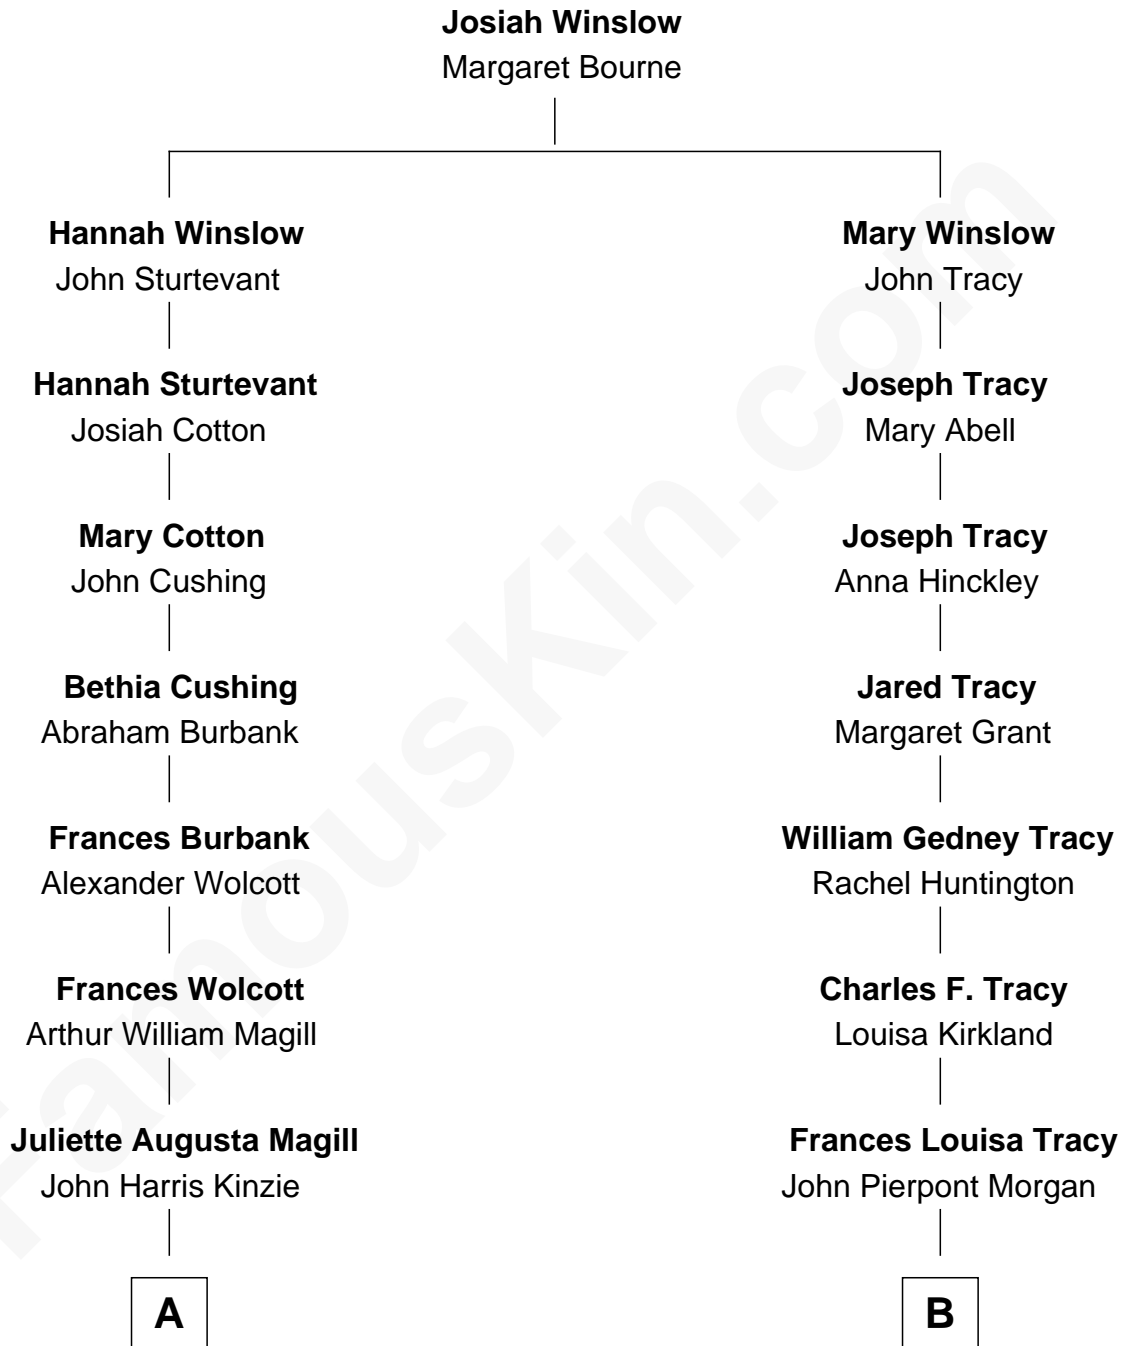 Josiah Winslow
Margaret Bourne
Hannah Winslow
John Sturtevant
Mary Winslow
John Tracy
Hannah Sturtevant
Josiah Cotton
Joseph Tracy
Mary Abell
Mary Cotton
John Cushing
Joseph Tracy
Anna Hinckley
Bethia Cushing
Abraham Burbank
Jared Tracy
Margaret Grant
Frances Burbank
Alexander Wolcott
William Gedney Tracy
Rachel Huntington
Frances Wolcott
Arthur William Magill
Charles F. Tracy
Louisa Kirkland
Juliette Augusta Magill
John Harris Kinzie
Frances Louisa Tracy
John Pierpont Morgan
A
B
FamousKin.com